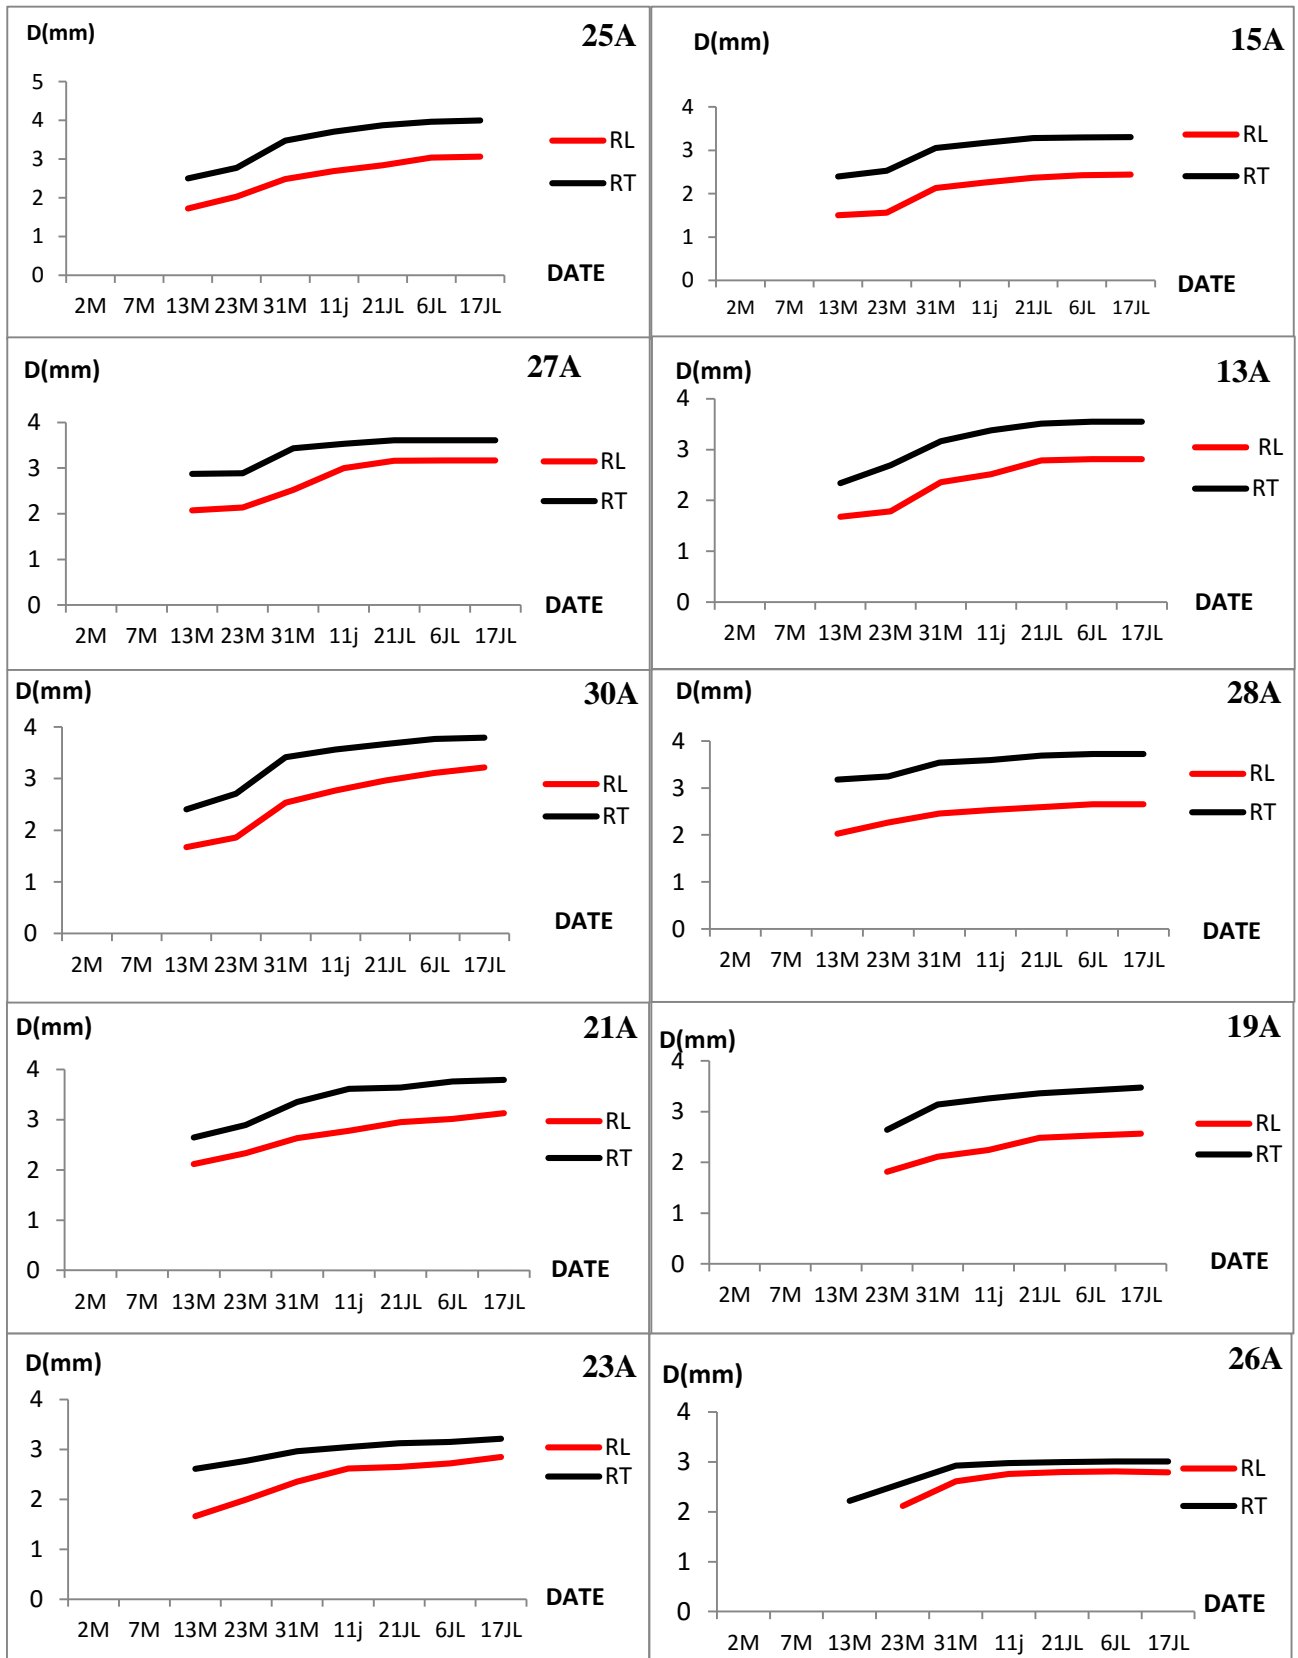 D(mm) 25A
5
4
3
2
1
0
RL
RT
DATE
2M 7M 13M 23M 31M 11j 21JL 6JL 17JL
D(mm) 15A
4
3
2
1
0
RL
RT
DATE
2M 7M 13M 23M 31M 11j 21JL 6JL 17JL
D(mm) 27A
4
3
2
1
0
RL
RT
DATE
2M 7M 13M 23M 31M 11j 21JL 6JL 17JL
D(mm) 13A
4
3
2
1
0
RL
RT
DATE
2M 7M 13M 23M 31M 11j 21JL 6JL 17JL
D(mm) 30A
4
3
2
1
0
RL
RT
DATE
2M 7M 13M 23M 31M 11j 21JL 6JL 17JL
D(mm) 28A
4
3
2
1
0
RL
RT
DATE
2M 7M 13M 23M 31M 11j 21JL 6JL 17JL
D(mm) 21A
4
3
2
1
0
RL
RT
DATE
2M 7M 13M 23M 31M 11j 21JL 6JL 17JL
D(mm) 19A
4
3
2
1
0
RL
RT
DATE
2M 7M 13M 23M 31M 11j 21JL 6JL 17JL
D(mm) 23A
4
3
2
1
0
RL
RT
DATE
2M 7M 13M 23M 31M 11j 21JL 6JL 17JL
D(mm) 26A
4
3
2
1
0
RL
RT
DATE
2M 7M 13M 23M 31M 11j 21JL 6JL 17JL